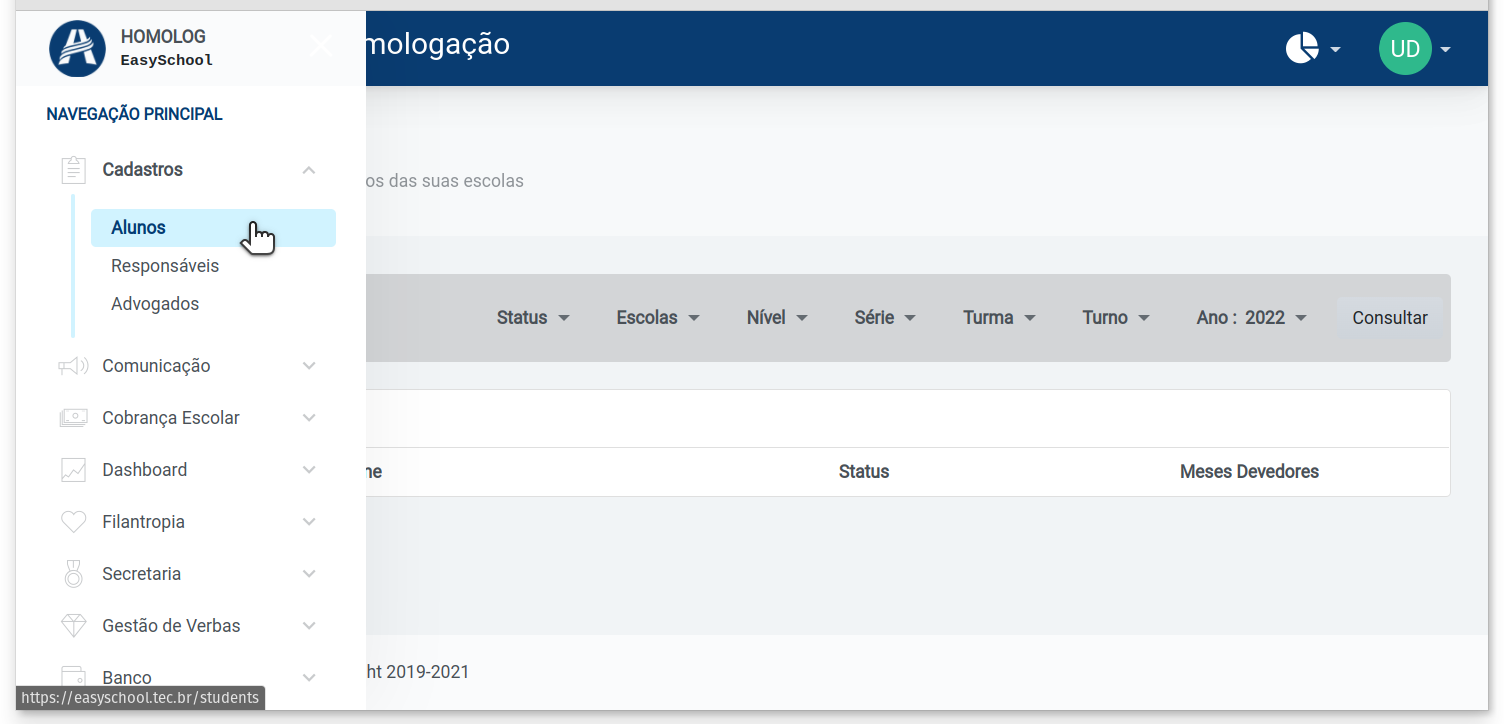 HOMOLOG
EasySchool
mologação
UD
NAVEGAÇÃO PRINCIPAL
Cadastros
os das suas escolas
Alunos
Responsáveis
Advogados
Status Escolas Nível Série Turma Turno Ano : 2022 Consultar
Comunicação
Cobrança Escolar
Dashboard
ne Status Meses Devedores
Filantropia
Secretaria
Gestão de Verbas
Banco
ht 2019-2021
https://easyschool.tec.br/students